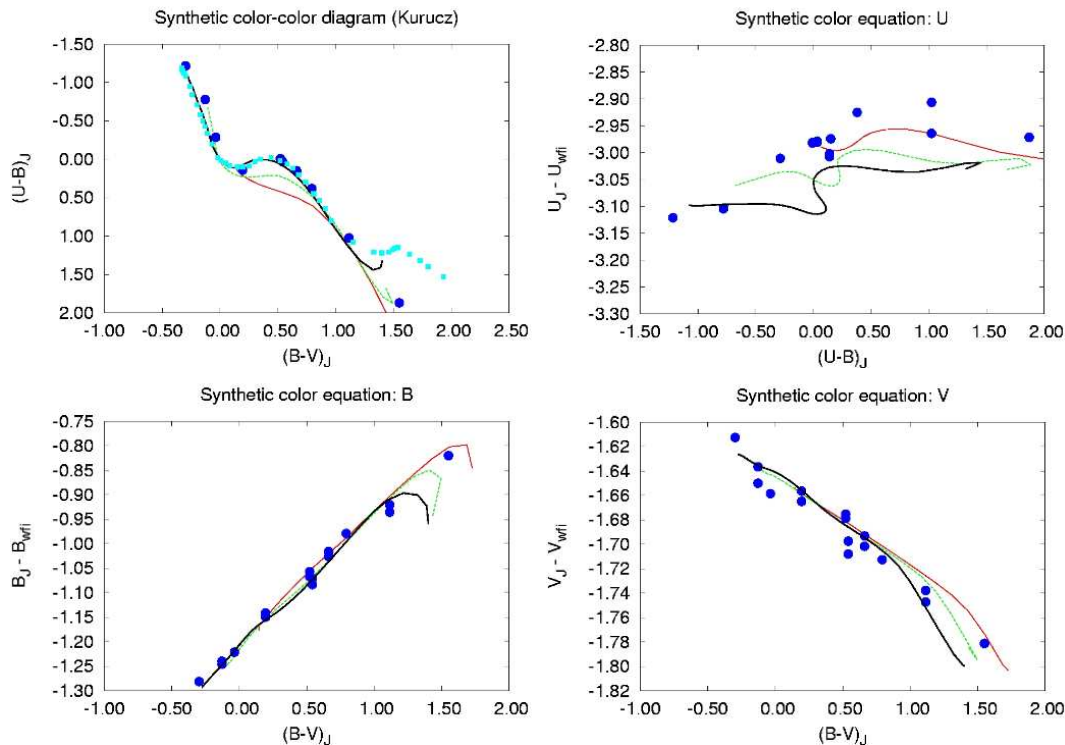 Synthetic color-color diagram (Kurucz)
-1.50
-1.00
-0.50
0.00
0.50
1.00
1.50
2.00
(U-B)J
-1.00 -0.50 0.00 0.50 1.00 1.50 2.00 2.50
(B-V)J
Synthetic color equation: U
-2.80
-2.85
-2.90
-2.95
-3.00
-3.05
-3.10
-3.15
-3.20
-3.25
-3.30
UJ - Uwfi
-1.50 -1.00 -0.50 0.00 0.50 1.00 1.50 2.00
(U-B)J
Synthetic color equation: B
-0.75
-0.80
-0.85
-0.90
-0.95
-1.00
-1.05
-1.10
-1.15
-1.20
-1.25
-1.30
BJ - Bwfi
-1.00 -0.50 0.00 0.50 1.00 1.50 2.00
(B-V)J
Synthetic color equation: V
-1.60
-1.62
-1.64
-1.66
-1.68
-1.70
-1.72
-1.74
-1.76
-1.78
-1.80
-1.82
VJ - Vwfi
-1.00 -0.50 0.00 0.50 1.00 1.50 2.00
(B-V)J